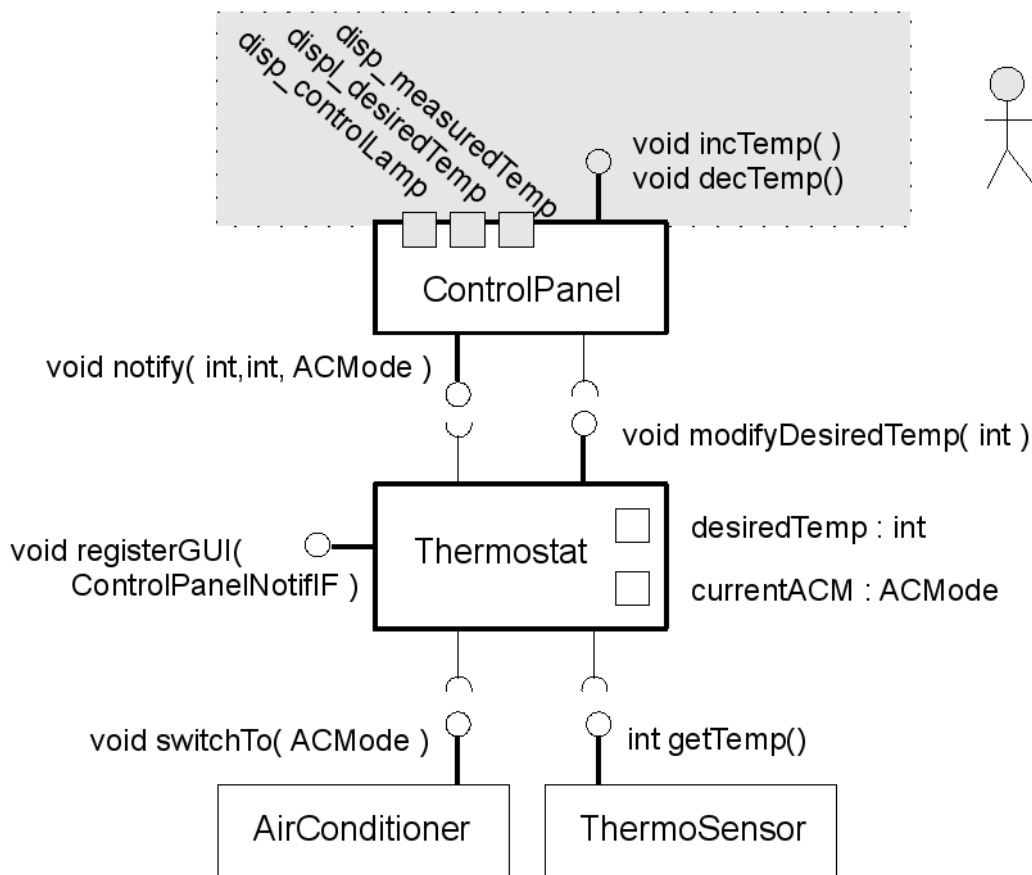 disp_controlLamp
displ_desiredTemp
disp_measuredTemp
void incTemp( )
void decTemp()
ControlPanel
void notify( int,int, ACMode )
void modifyDesiredTemp( int )
void registerGUI(
ControlPanelNotifIF )
Thermostat
desiredTemp : int
currentACM : ACMode
void switchTo( ACMode )
int getTemp()
AirConditioner
ThermoSensor